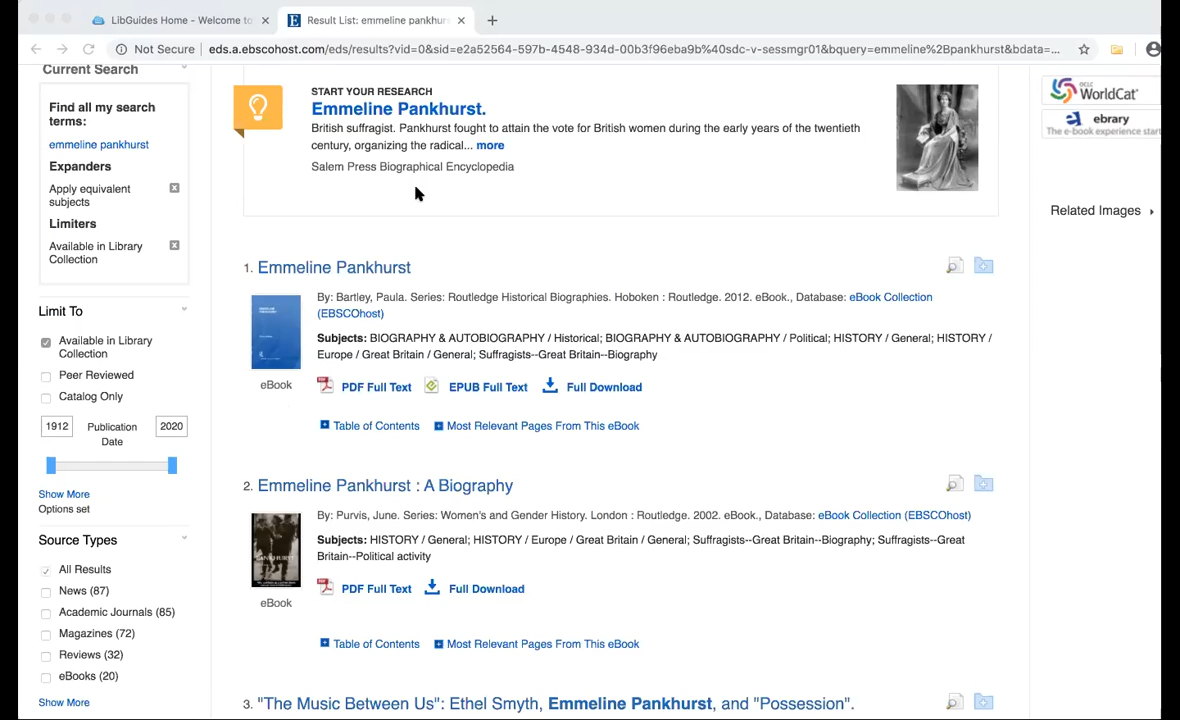 LibGuides Home - Welcome to
Result List: emmeline pankhurs
Not Secure
eds.a.ebscohost.com/eds/results?vid=0&sid=e2a52564-597b-4548-934d-00b3f96eba9b%40sdc-v-sessmgr01&bquery=emmeline%2Bpankhurst&bdata=...
Current Search
Find all my search
terms:
emmeline pankhurst
Expanders
Apply equivalent
subjects
Limiters
Available in Library
Collection
Limit To
Available in Library
Collection
Peer Reviewed
Catalog Only
1912 Publication 2020
Date
Show More
Options set
Source Types
All Results
News (87)
Academic Journals (85)
Magazines (72)
Reviews (32)
eBooks (20)
Show More
START YOUR RESEARCH
Emmeline Pankhurst.
British suffragist. Pankhurst fought to attain the vote for British women during the early years of the twentieth
century, organizing the radical... more
Salem Press Biographical Encyclopedia
1. Emmeline Pankhurst
By: Bartley, Paula. Series: Routledge Historical Biographies. Hoboken : Routledge. 2012. eBook., Database: eBook Collection
(EBSCOhost)
Subjects: BIOGRAPHY & AUTOBIOGRAPHY / Historical; BIOGRAPHY & AUTOBIOGRAPHY / Political; HISTORY / General; HISTORY /
Europe / Great Britain / General; Suffragists--Great Britain--Biography
eBook
PDF Full Text EPUB Full Text Full Download
Table of Contents Most Relevant Pages From This eBook
2. Emmeline Pankhurst : A Biography
By: Purvis, June. Series: Women's and Gender History. London : Routledge. 2002. eBook., Database: eBook Collection (EBSCOhost)
Subjects: HISTORY / General; HISTORY / Europe / Great Britain / General; Suffragists--Great Britain--Biography; Suffragists--Great
Britain--Political activity
PANKHURST
eBook
PDF Full Text Full Download
Table of Contents Most Relevant Pages From This eBook
3. "The Music Between Us": Ethel Smyth, Emmeline Pankhurst, and "Possession".
OCLC
WorldCat
ebrary
The e-book experience start
Related Images